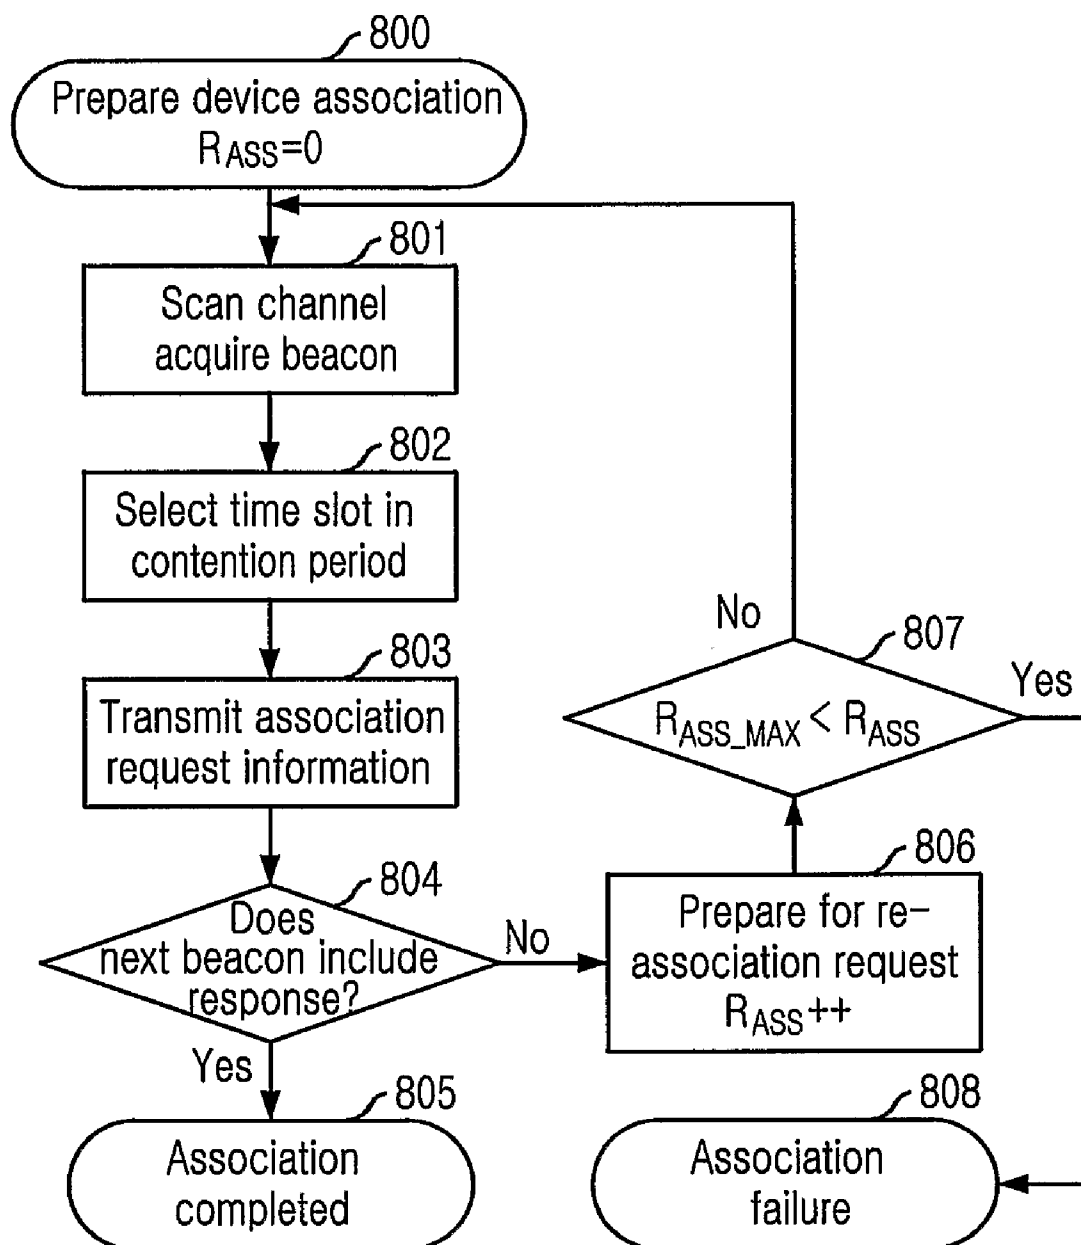 800
Prepare device association
RASS=0
801
Scan channel
acquire beacon
802
Select time slot in
contention period
803
Transmit association
request information
804
Does
next beacon include
response?
No
Yes
805
Association
completed
806
Prepare for re-
association request
RASS++
807
RASS_MAX < RASS
No
Yes
808
Association
failure